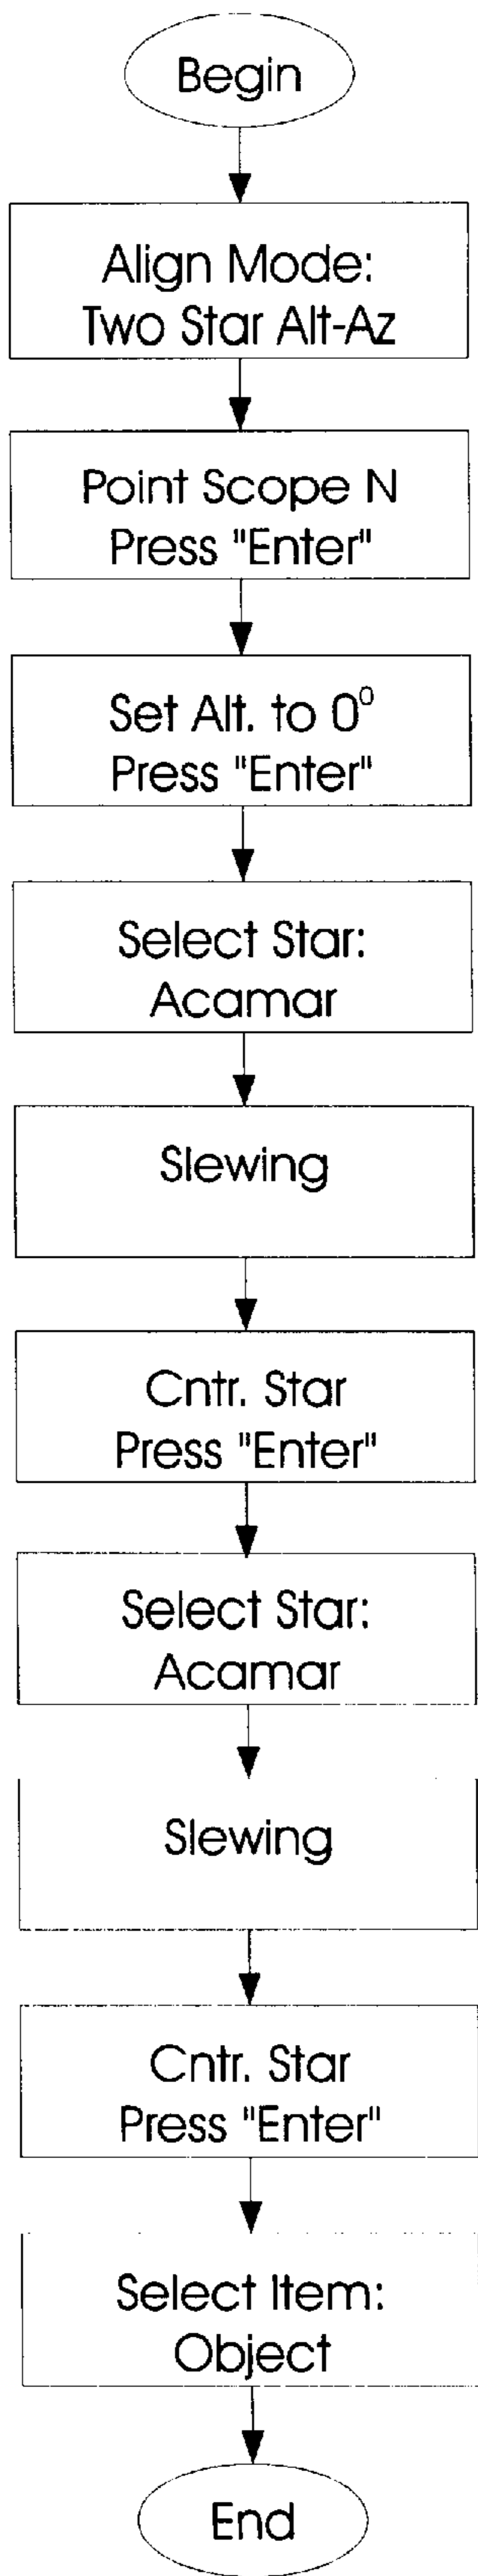 Begin
Align Mode:
Two Star Alt-Az
Point Scope N
Press "Enter"
Set Alt. to 0⁰
Press "Enter"
Select Star:
Acamar
Slewing
Cntr. Star
Press "Enter"
Select Star:
Acamar
Slewing
Cntr. Star
Press "Enter"
Select Item:
Object
End